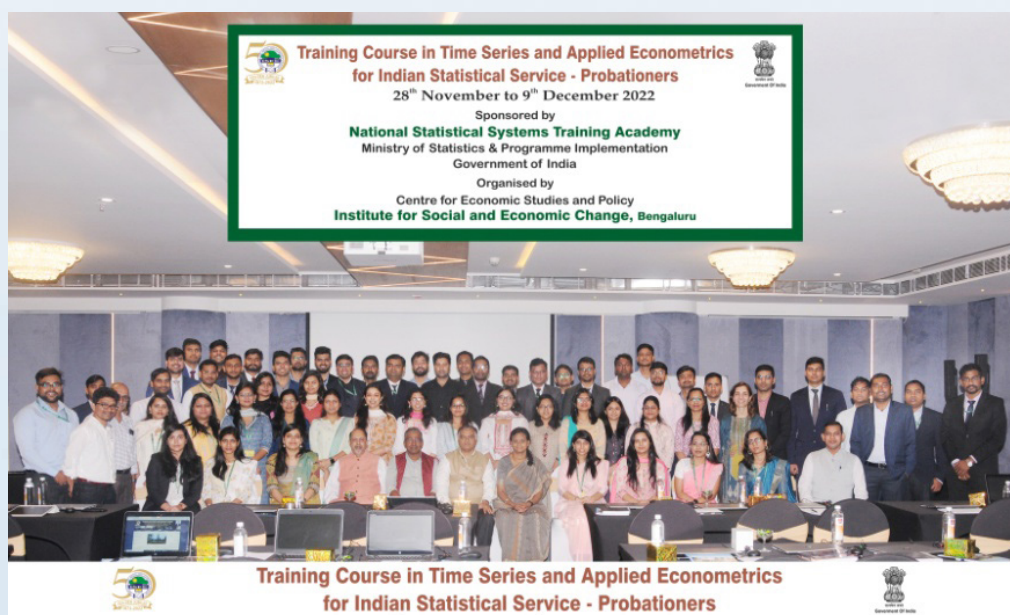 Training Course in Time Series and Applied Econometrics
for Indian Statistical Service - Probationers
28th November to 9th December 2022
Sponsored by
National Statistical Systems Training Academy
Ministry of Statistics & Programme Implementation
Government of India
Organised by
Centre for Economic Studies and Policy
Institute for Social and Economic Change, Bengaluru
Government Of India
Training Course in Time Series and Applied Econometrics
for Indian Statistical Service - Probationers
Government Of India